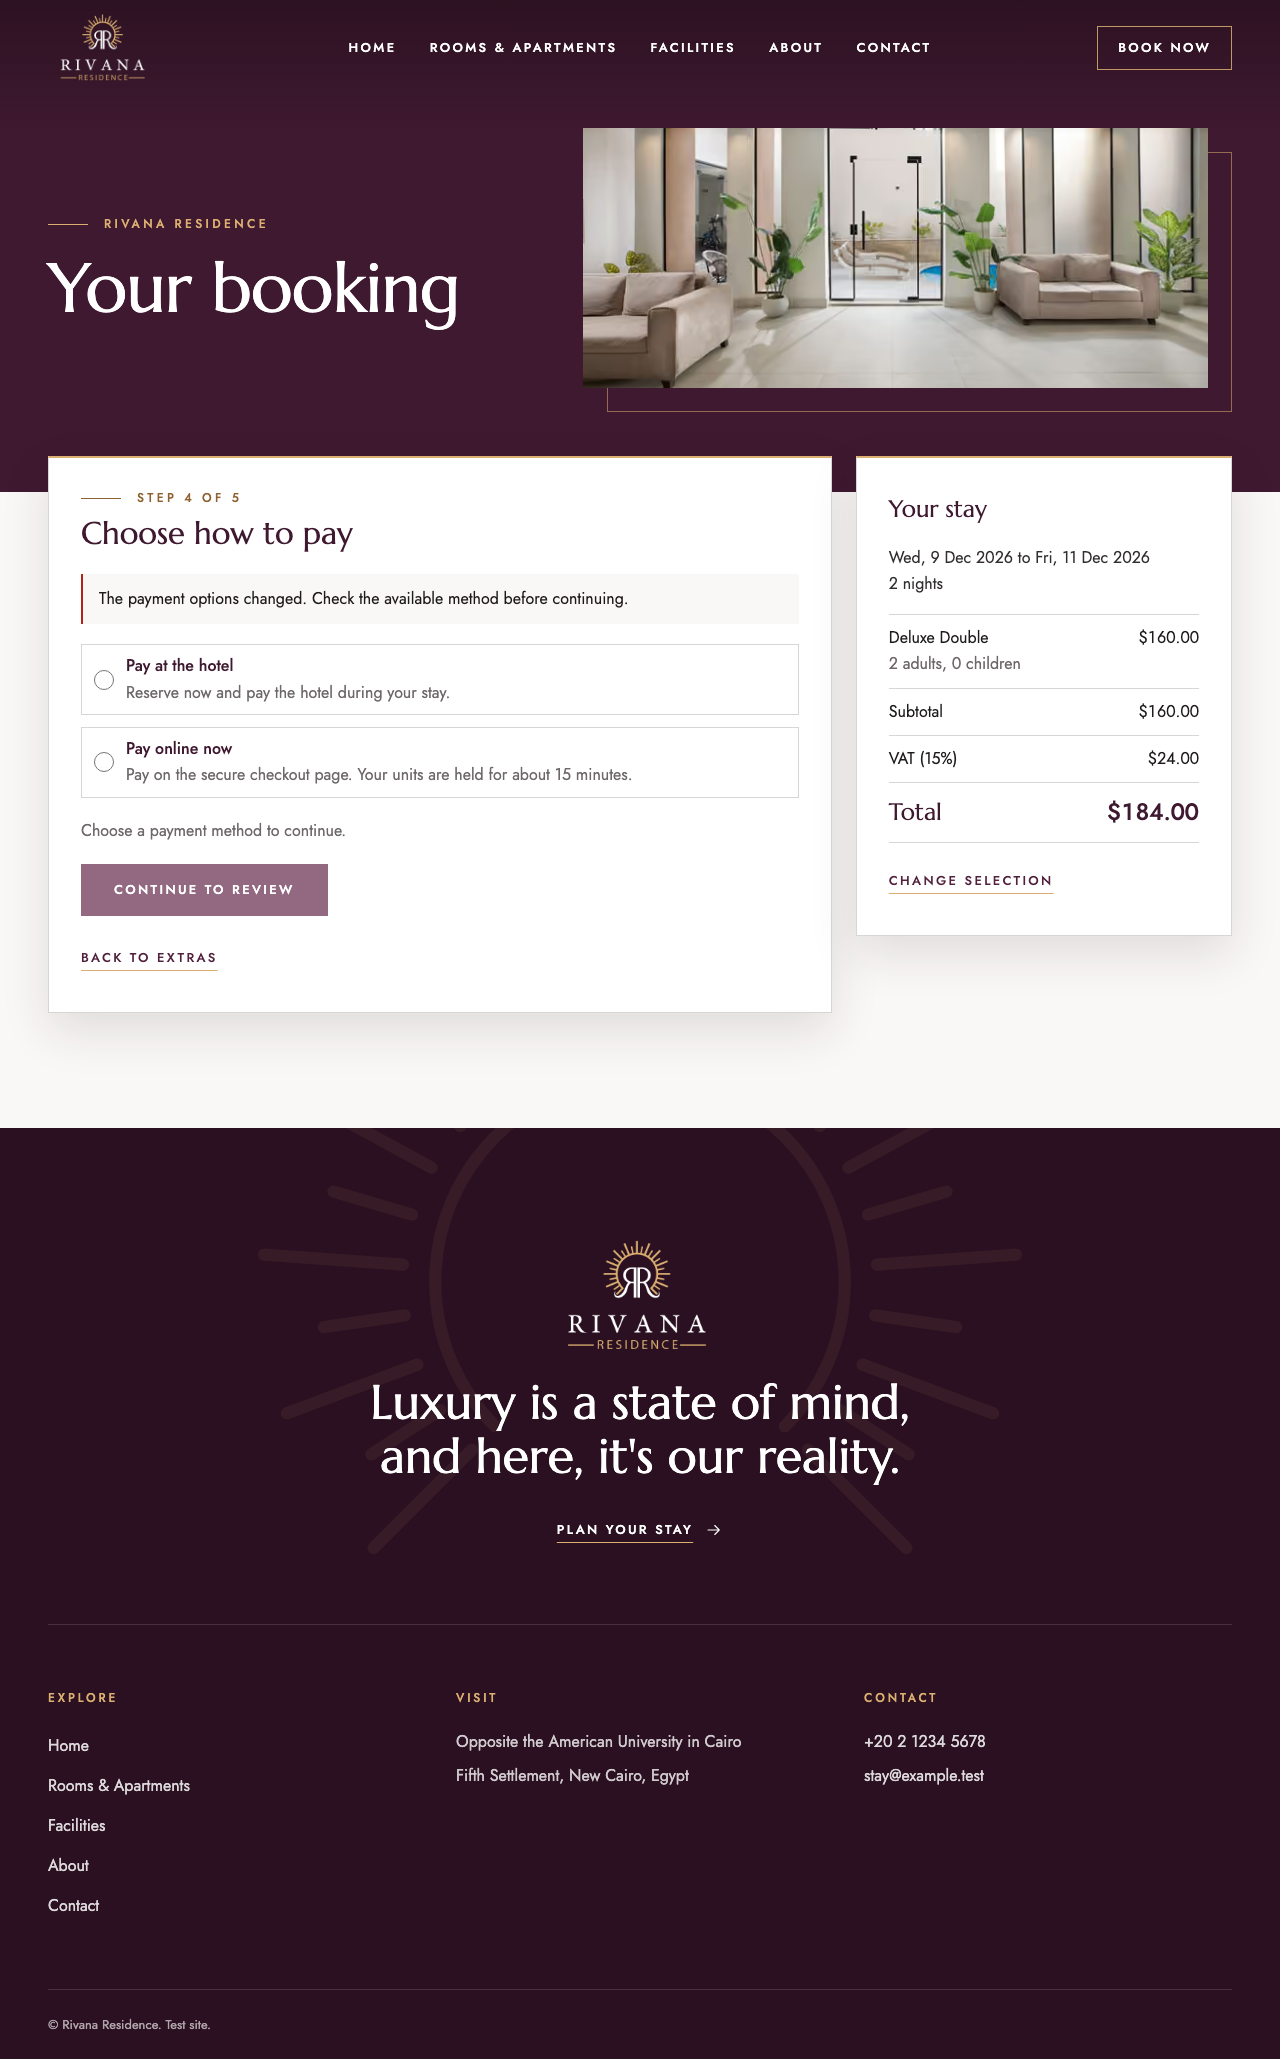 RIVANA
RESIDENCE
HOME
ROOMS & APARTMENTS
FACILITIES
ABOUT
CONTACT
BOOK NOW
RIVANA RESIDENCE
Your booking
STEP 4 OF 5
Choose how to pay
The payment options changed. Check the available method before continuing.
Pay at the hotel
Reserve now and pay the hotel during your stay.
Pay online now
Pay on the secure checkout page. Your units are held for about 15 minutes.
Choose a payment method to continue.
CONTINUE TO REVIEW
BACK TO EXTRAS
Your stay
Wed, 9 Dec 2026 to Fri, 11 Dec 2026
2 nights
Deluxe Double $160.00
2 adults, 0 children
Subtotal $160.00
VAT (15%) $24.00
Total $184.00
CHANGE SELECTION
RIVANA
RESIDENCE
Luxury is a state of mind,
and here, it's our reality.
PLAN YOUR STAY →
EXPLORE
Home
Rooms & Apartments
Facilities
About
Contact
VISIT
Opposite the American University in Cairo
Fifth Settlement, New Cairo, Egypt
CONTACT
+20 2 1234 5678
stay@example.test
© Rivana Residence. Test site.